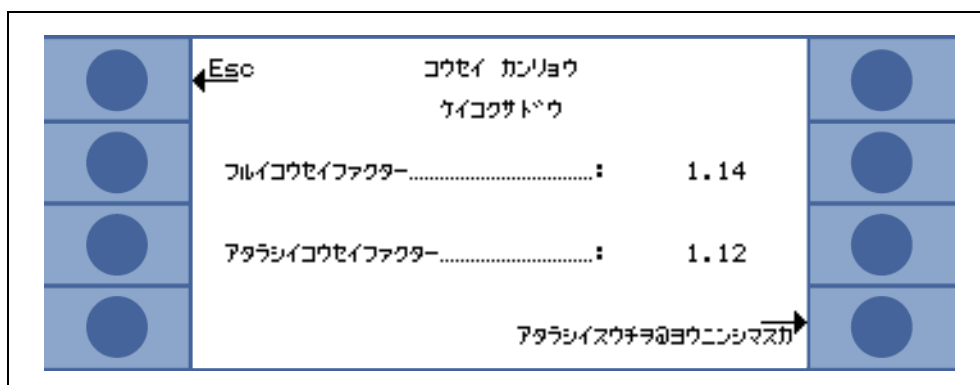 Esc コウセイ カンリョウ
ケイコクサドウ
フルイコウセイファクター..................................: 1.14
アタラシイコウセイファクター............................: 1.12
アタラシイスウチヲ@ヨウニンシマスカ